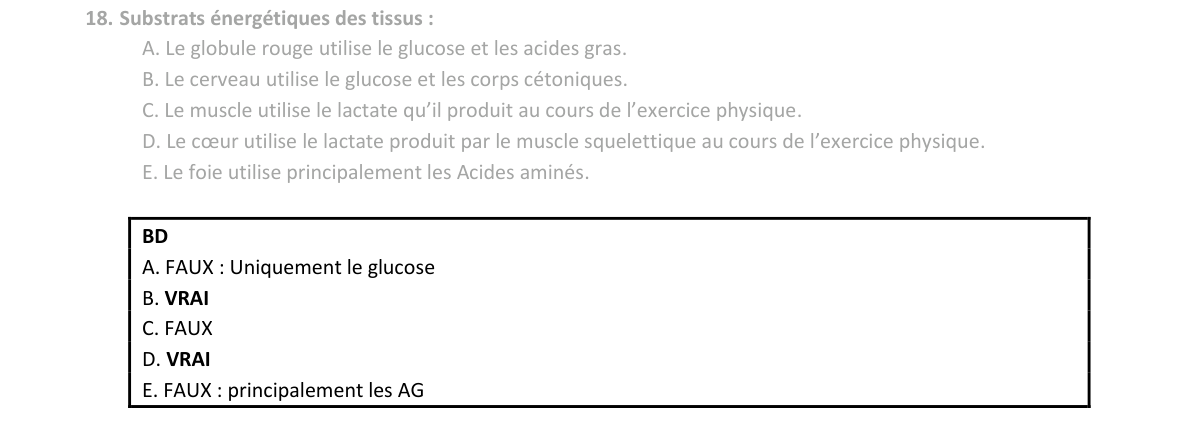 18. Substrats énergétiques des tissus :
A. Le globule rouge utilise le glucose et les acides gras.
B. Le cerveau utilise le glucose et les corps cétoniques.
C. Le muscle utilise le lactate qu’il produit au cours de l’exercice physique.
D. Le cœur utilise le lactate produit par le muscle squelettique au cours de l’exercice physique.
E. Le foie utilise principalement les Acides aminés.
BD
A. FAUX : Uniquement le glucose
B. VRAI
C. FAUX
D. VRAI
E. FAUX : principalement les AG